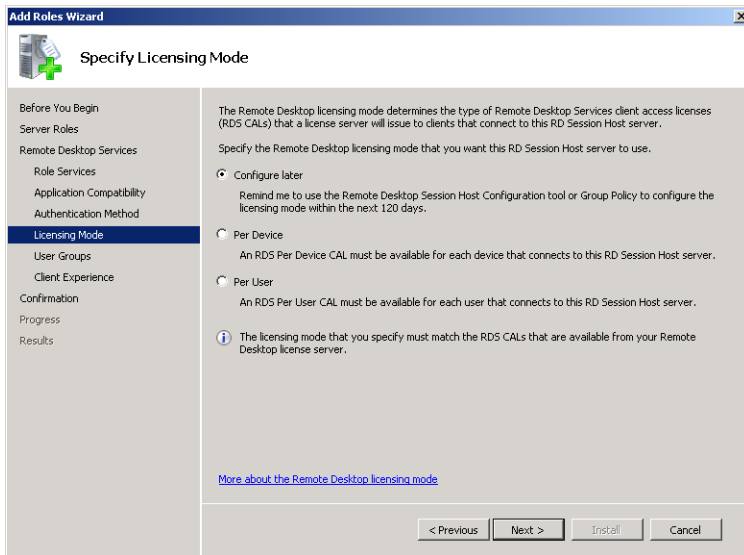 Add Roles Wizard
Specify Licensing Mode
Before You Begin
Server Roles
Remote Desktop Services
Role Services
Application Compatibility
Authentication Method
Licensing Mode
User Groups
Client Experience
Confirmation
Progress
Results
The Remote Desktop licensing mode determines the type of Remote Desktop Services client access licenses
(RDS CALs) that a license server will issue to clients that connect to this RD Session Host server.
Specify the Remote Desktop licensing mode that you want this RD Session Host server to use.
Configure later
Remind me to use the Remote Desktop Session Host Configuration tool or Group Policy to configure the
licensing mode within the next 120 days.
Per Device
An RDS Per Device CAL must be available for each device that connects to this RD Session Host server.
Per User
An RDS Per User CAL must be available for each user that connects to this RD Session Host server.
The licensing mode that you specify must match the RDS CALs that are available from your Remote
Desktop license server.
More about the Remote Desktop licensing mode
< Previous
Next >
Install
Cancel